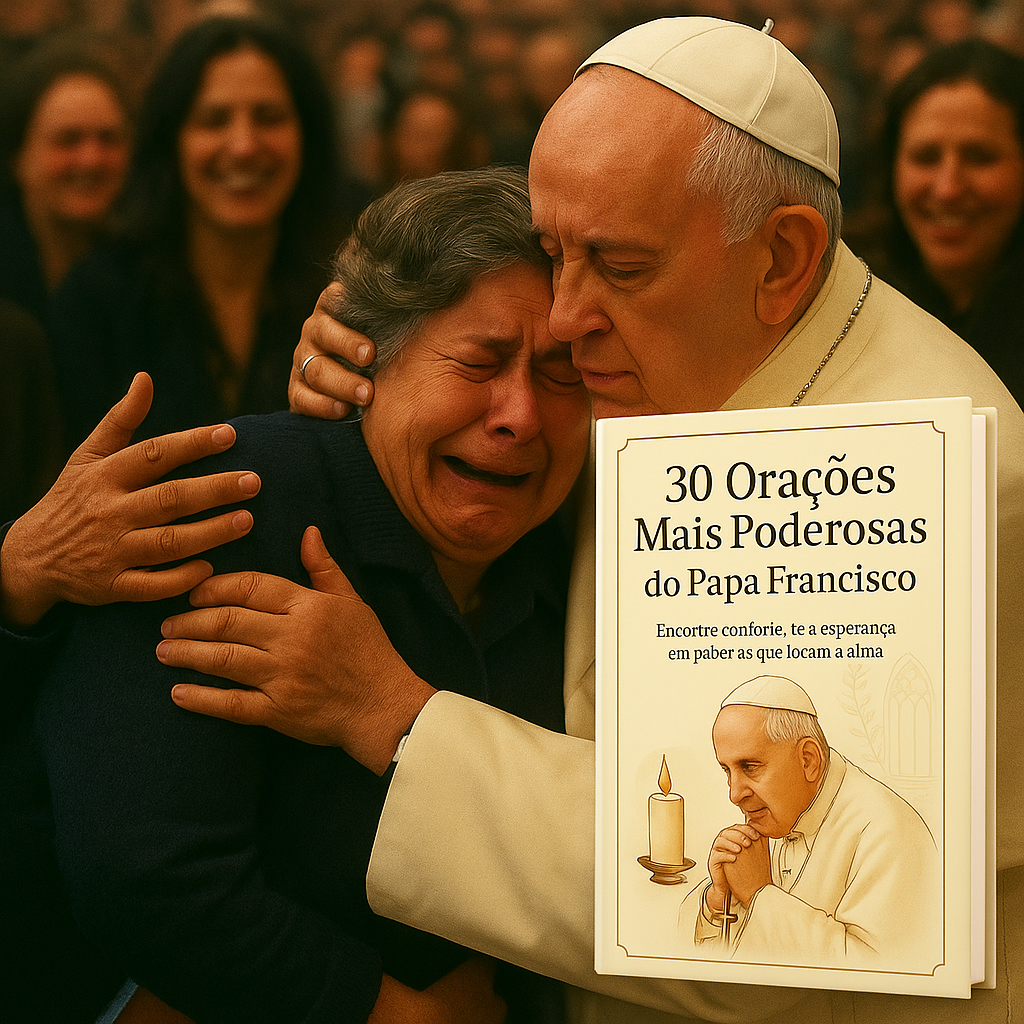 30 Orações
Mais Poderosas
do Papa Francisco
Encortre conforie, te a esperança
em paber as que locam a alma